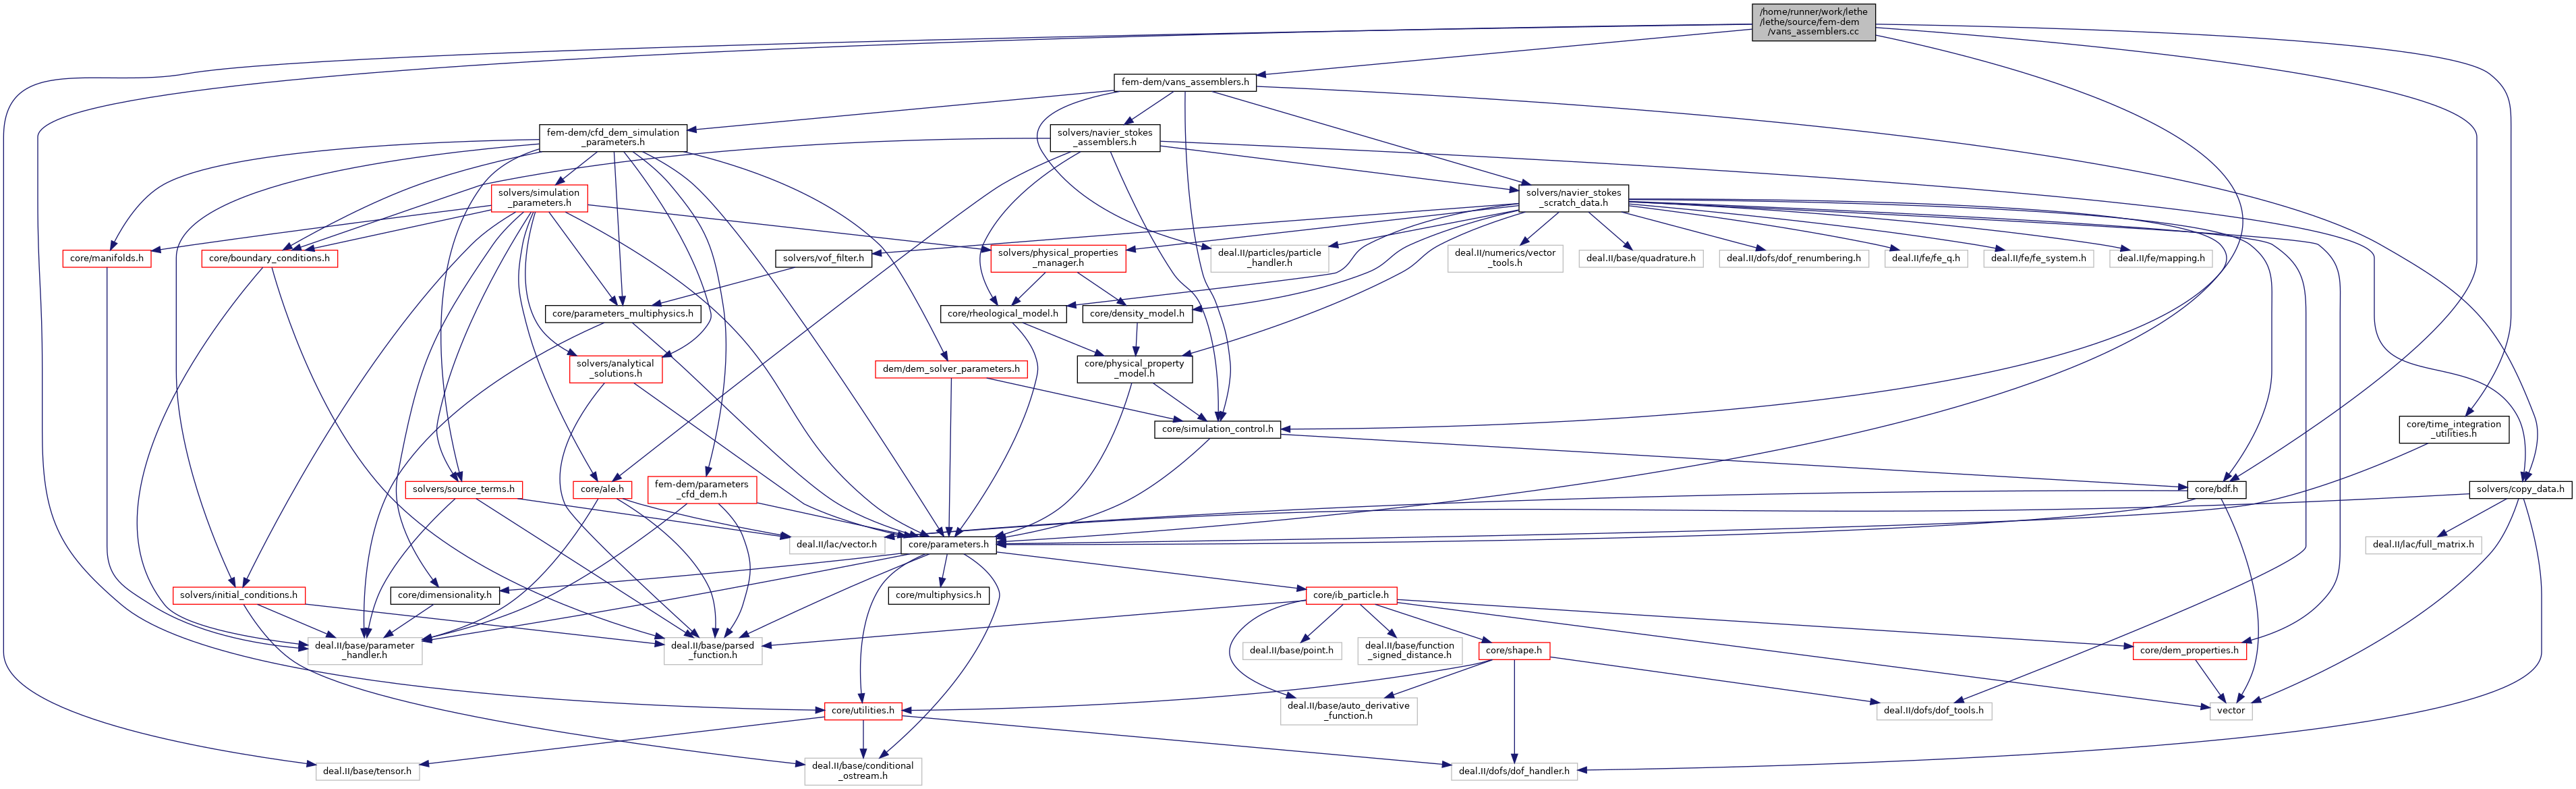 /home/runner/work/lethe
/lethe/source/fem-dem
/vans_assemblers.cc
fem-dem/vans_assemblers.h
fem-dem/cfd_dem_simulation
_parameters.h
solvers/navier_stokes
_assemblers.h
solvers/simulation
_parameters.h
solvers/navier_stokes
_scratch_data.h
core/manifolds.h
core/boundary_conditions.h
solvers/vof_filter.h
solvers/physical_properties
_manager.h
deal.II/particles/particle
_handler.h
deal.II/numerics/vector
_tools.h
deal.II/base/quadrature.h
deal.II/dofs/dof_renumbering.h
deal.II/fe/fe_q.h
deal.II/fe/fe_system.h
deal.II/fe/mapping.h
core/parameters_multiphysics.h
core/rheological_model.h
core/density_model.h
solvers/analytical
_solutions.h
dem/dem_solver_parameters.h
core/physical_property
_model.h
core/simulation_control.h
core/time_integration
_utilities.h
solvers/source_terms.h
core/ale.h
fem-dem/parameters
_cfd_dem.h
core/bdf.h
solvers/copy_data.h
deal.II/lac/vector.h
core/parameters.h
deal.II/lac/full_matrix.h
solvers/initial_conditions.h
core/dimensionality.h
core/multiphysics.h
core/ib_particle.h
deal.II/base/parameter
_handler.h
deal.II/base/parsed
_function.h
deal.II/base/point.h
deal.II/base/function
_signed_distance.h
core/shape.h
core/dem_properties.h
core/utilities.h
deal.II/base/auto_derivative
_function.h
deal.II/dofs/dof_tools.h
vector
deal.II/base/tensor.h
deal.II/base/conditional
_ostream.h
deal.II/dofs/dof_handler.h